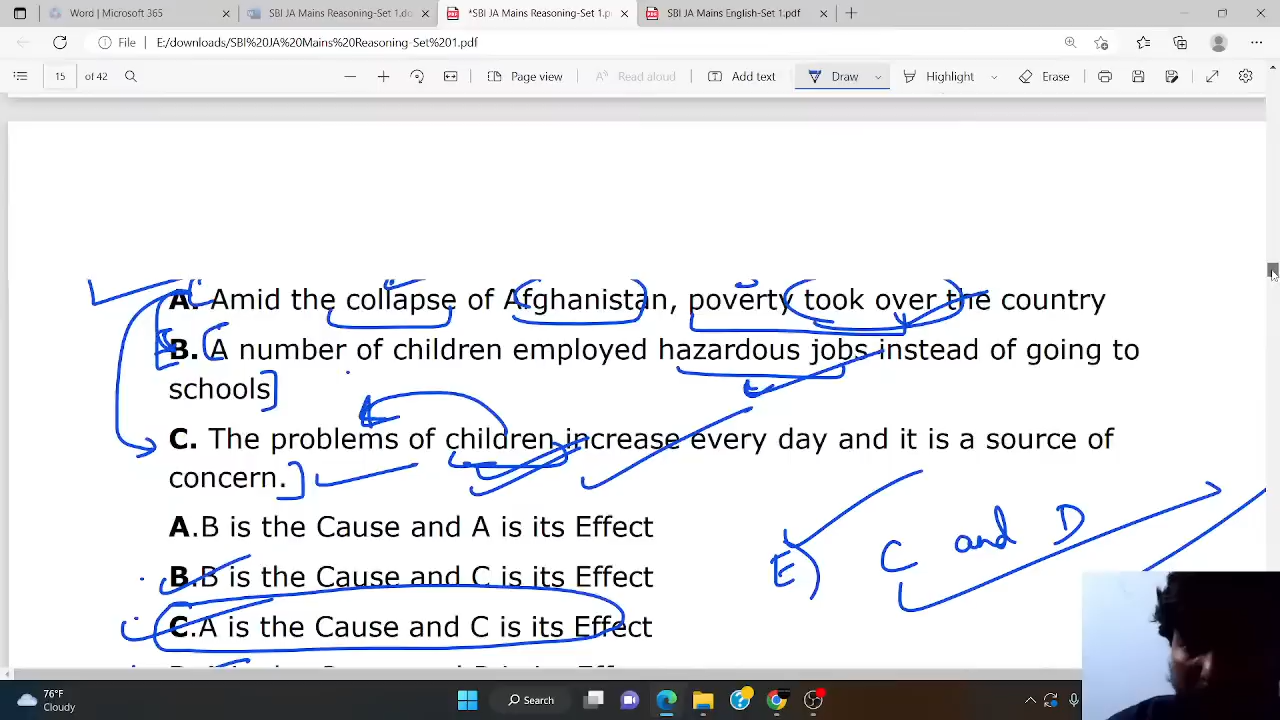 Word | Microsoft 365
SBI JA Mains Reasoning-Set 1.do
*SBI JA Mains Reasoning-Set 1.p
SBI JA Mains English-Set 1.pdf
File
E:/downloads/SBI%20JA%20Mains%20Reasoning-Set%201.pdf
15 of 42
Page view
Read aloud
Add text
Draw
Highlight
Erase
A. Amid the collapse of Afghanistan, poverty took over the country
B. A number of children employed hazardous jobs instead of going to
schools
C. The problems of children increase every day and it is a source of
concern.
A.B is the Cause and A is its Effect
B.B is the Cause and C is its Effect
C.A is the Cause and C is its Effect
E) C and D
76°F
Cloudy
Search